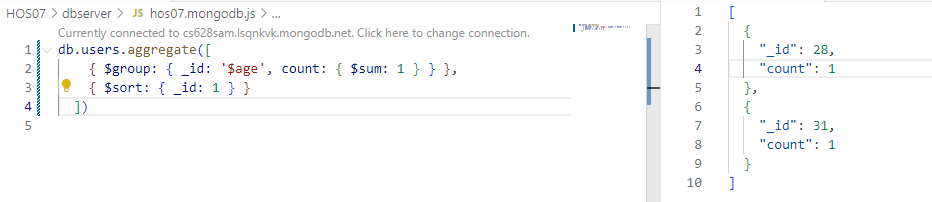 HOS07 > dbserver > JS hos07.mongodb.js > ...
Currently connected to cs628sam.lsqnkvk.mongodb.net. Click here to change connection.
1 db.users.aggregate([
2 { $group: { _id: '$age', count: { $sum: 1 } } },
3 { $sort: { _id: 1 } }
4 ])
5
1 [
2 {
3 "_id": 28,
4 "count": 1
5 },
6 {
7 "_id": 31,
8 "count": 1
9 }
10 ]